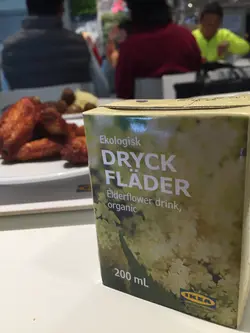 Ekologisk
DRYCK
FLÄDER
Elderflower drink,
organic
200 mL
IKEA